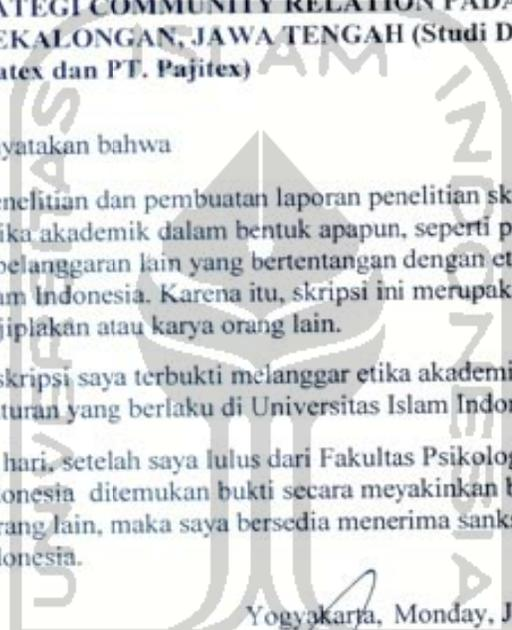 ATEGI COMMUNITY RELATION PADA
EKALONGAN, JAWA TENGAH (Studi D
atex dan PT. Pajitex)
yatakan bahwa
enelitian dan pembuatan laporan penelitian sk
ika akademik dalam bentuk apapun, seperti p
pelanggaran lain yang bertentangan dengan et
am Indonesia. Karena itu, skripsi ini merupak
jiplakan atau karya orang lain.
skripsi saya terbukti melanggar etika akademi
turan yang berlaku di Universitas Islam Indon
hari, setelah saya lulus dari Fakultas Psikolog
onesia ditemukan bukti secara meyakinkan b
rang lain, maka saya bersedia menerima sanks
donesia.
Yogyakarta, Monday, J
UNIVERSITAS
ISLAM
INDONESIA